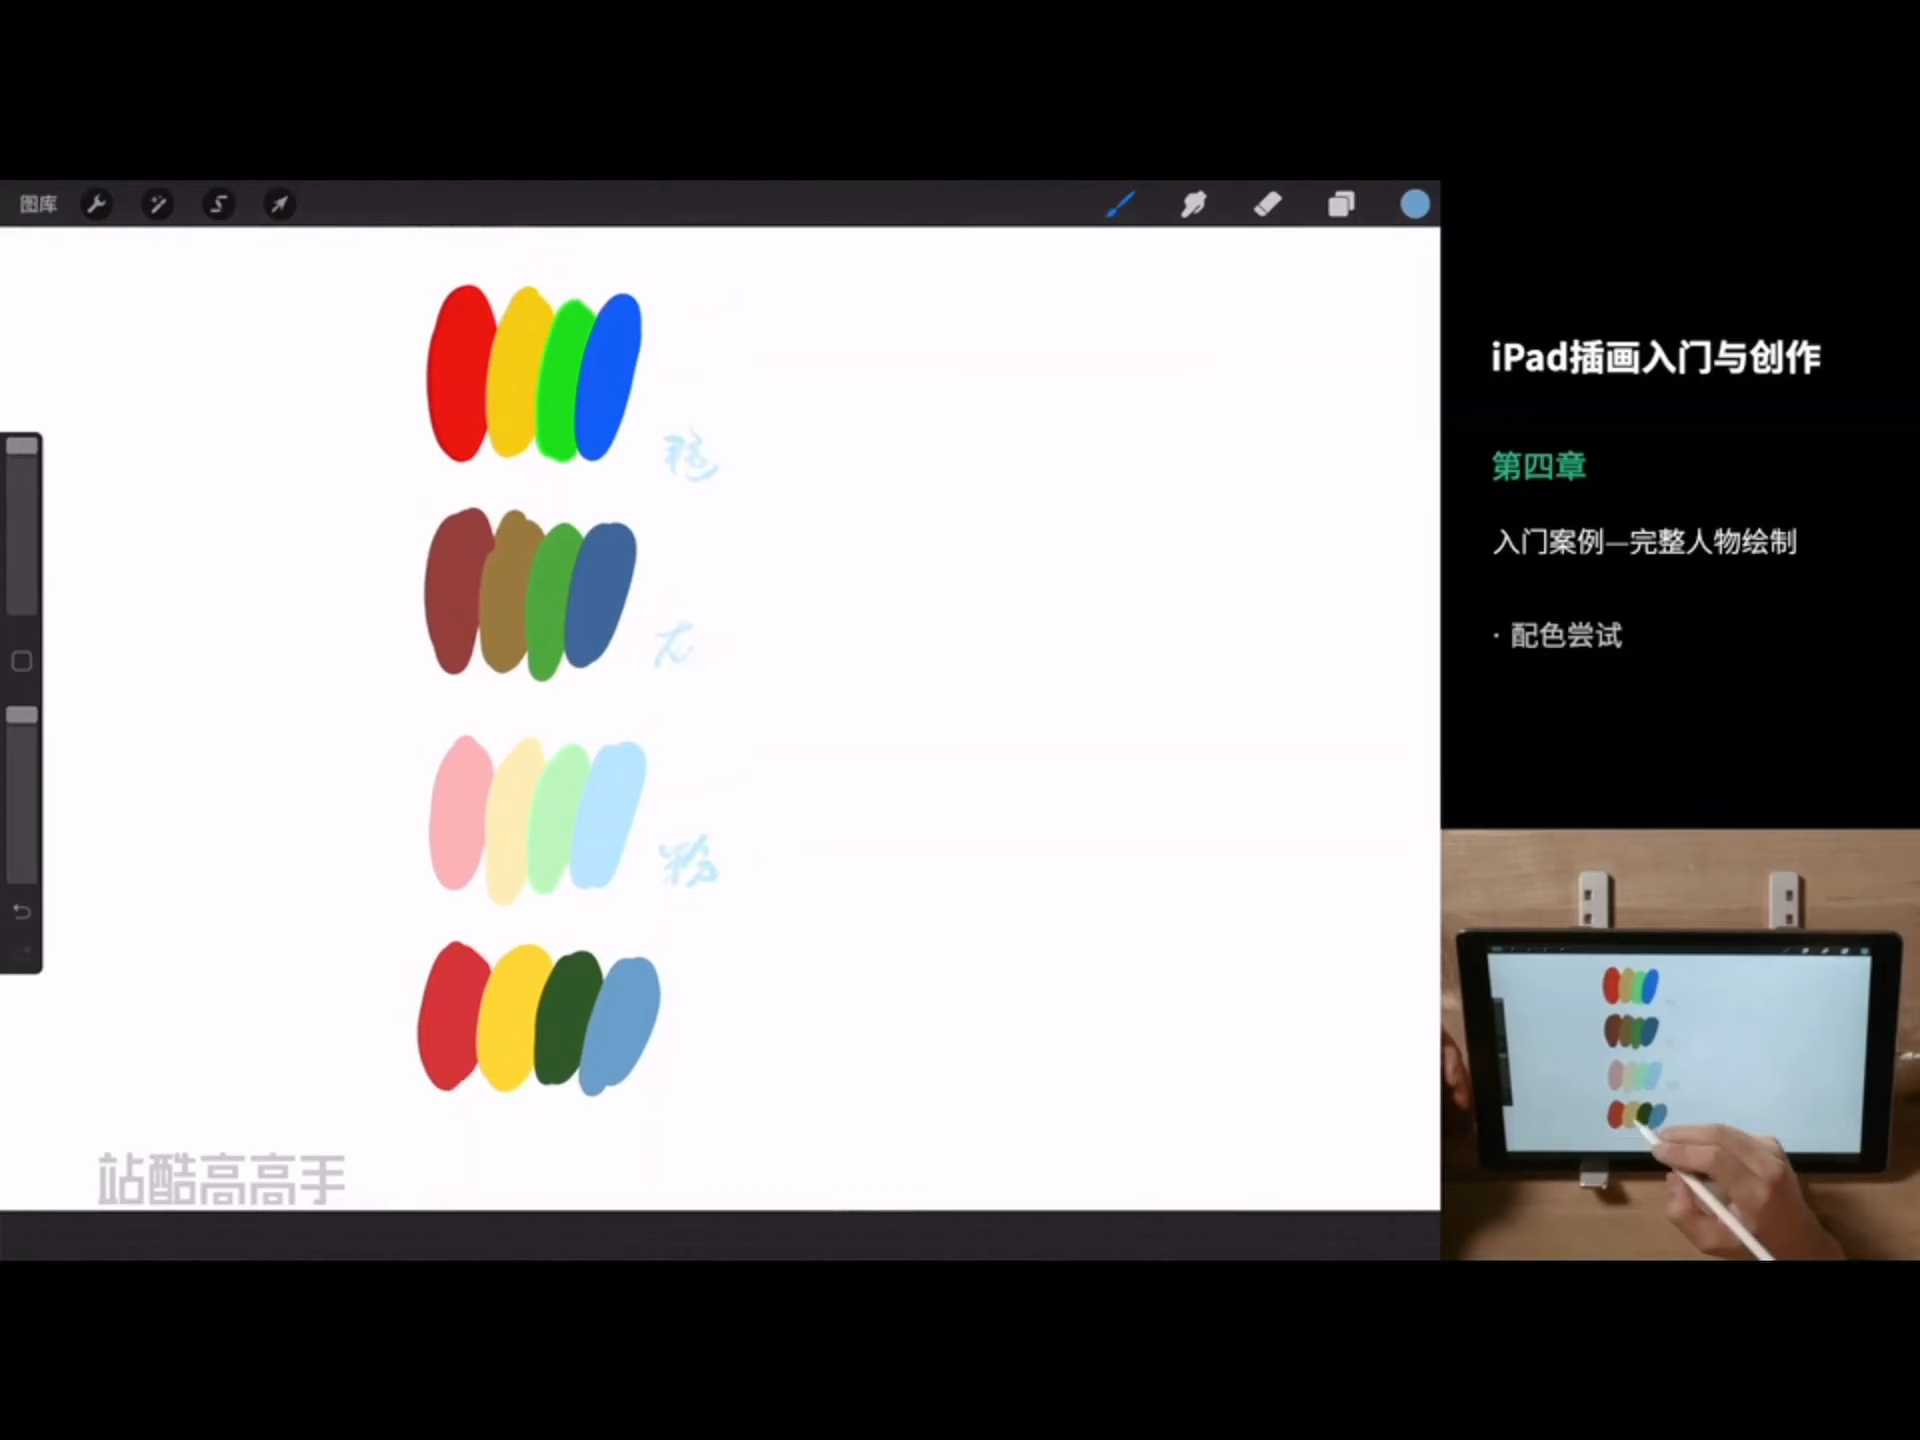 图库
iPad插画入门与创作
第四章
入门案例—完整人物绘制
· 配色尝试
粉
站酷高高手